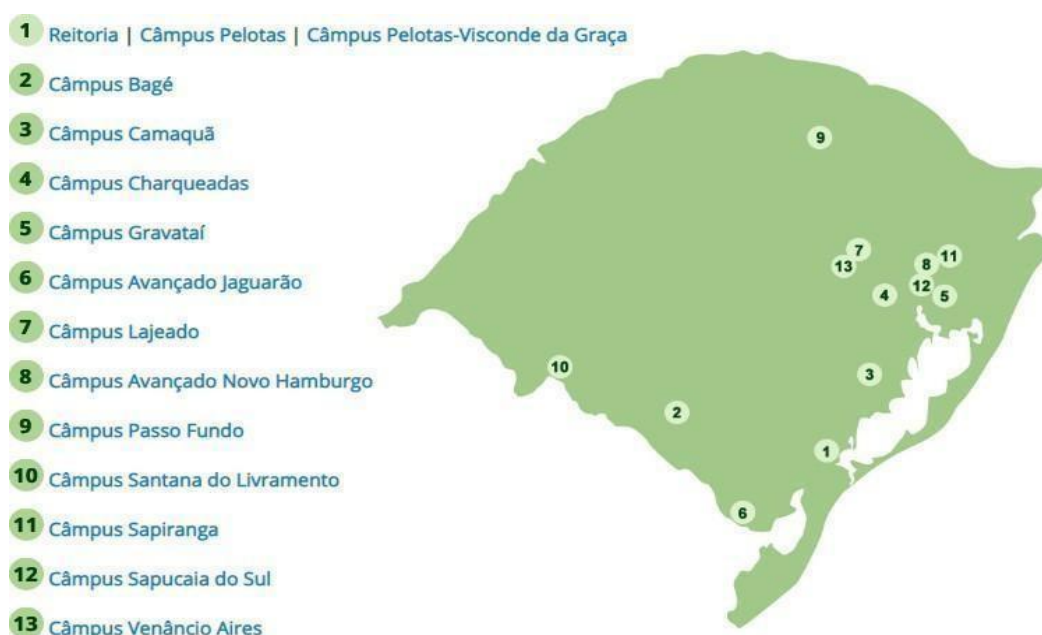 1 Reitoria | Câmpus Pelotas | Câmpus Pelotas-Visconde da Graça
2 Câmpus Bagé
3 Câmpus Camaquã
4 Câmpus Charqueadas
5 Câmpus Gravataí
6 Câmpus Avançado Jaguarão
7 Câmpus Lajeado
8 Câmpus Avançado Novo Hamburgo
9 Câmpus Passo Fundo
10 Câmpus Santana do Livramento
11 Câmpus Sapiranga
12 Câmpus Sapucaia do Sul
13 Câmpus Venâncio Aires
9
7
11
8
13
12
4
5
10
3
2
1
6